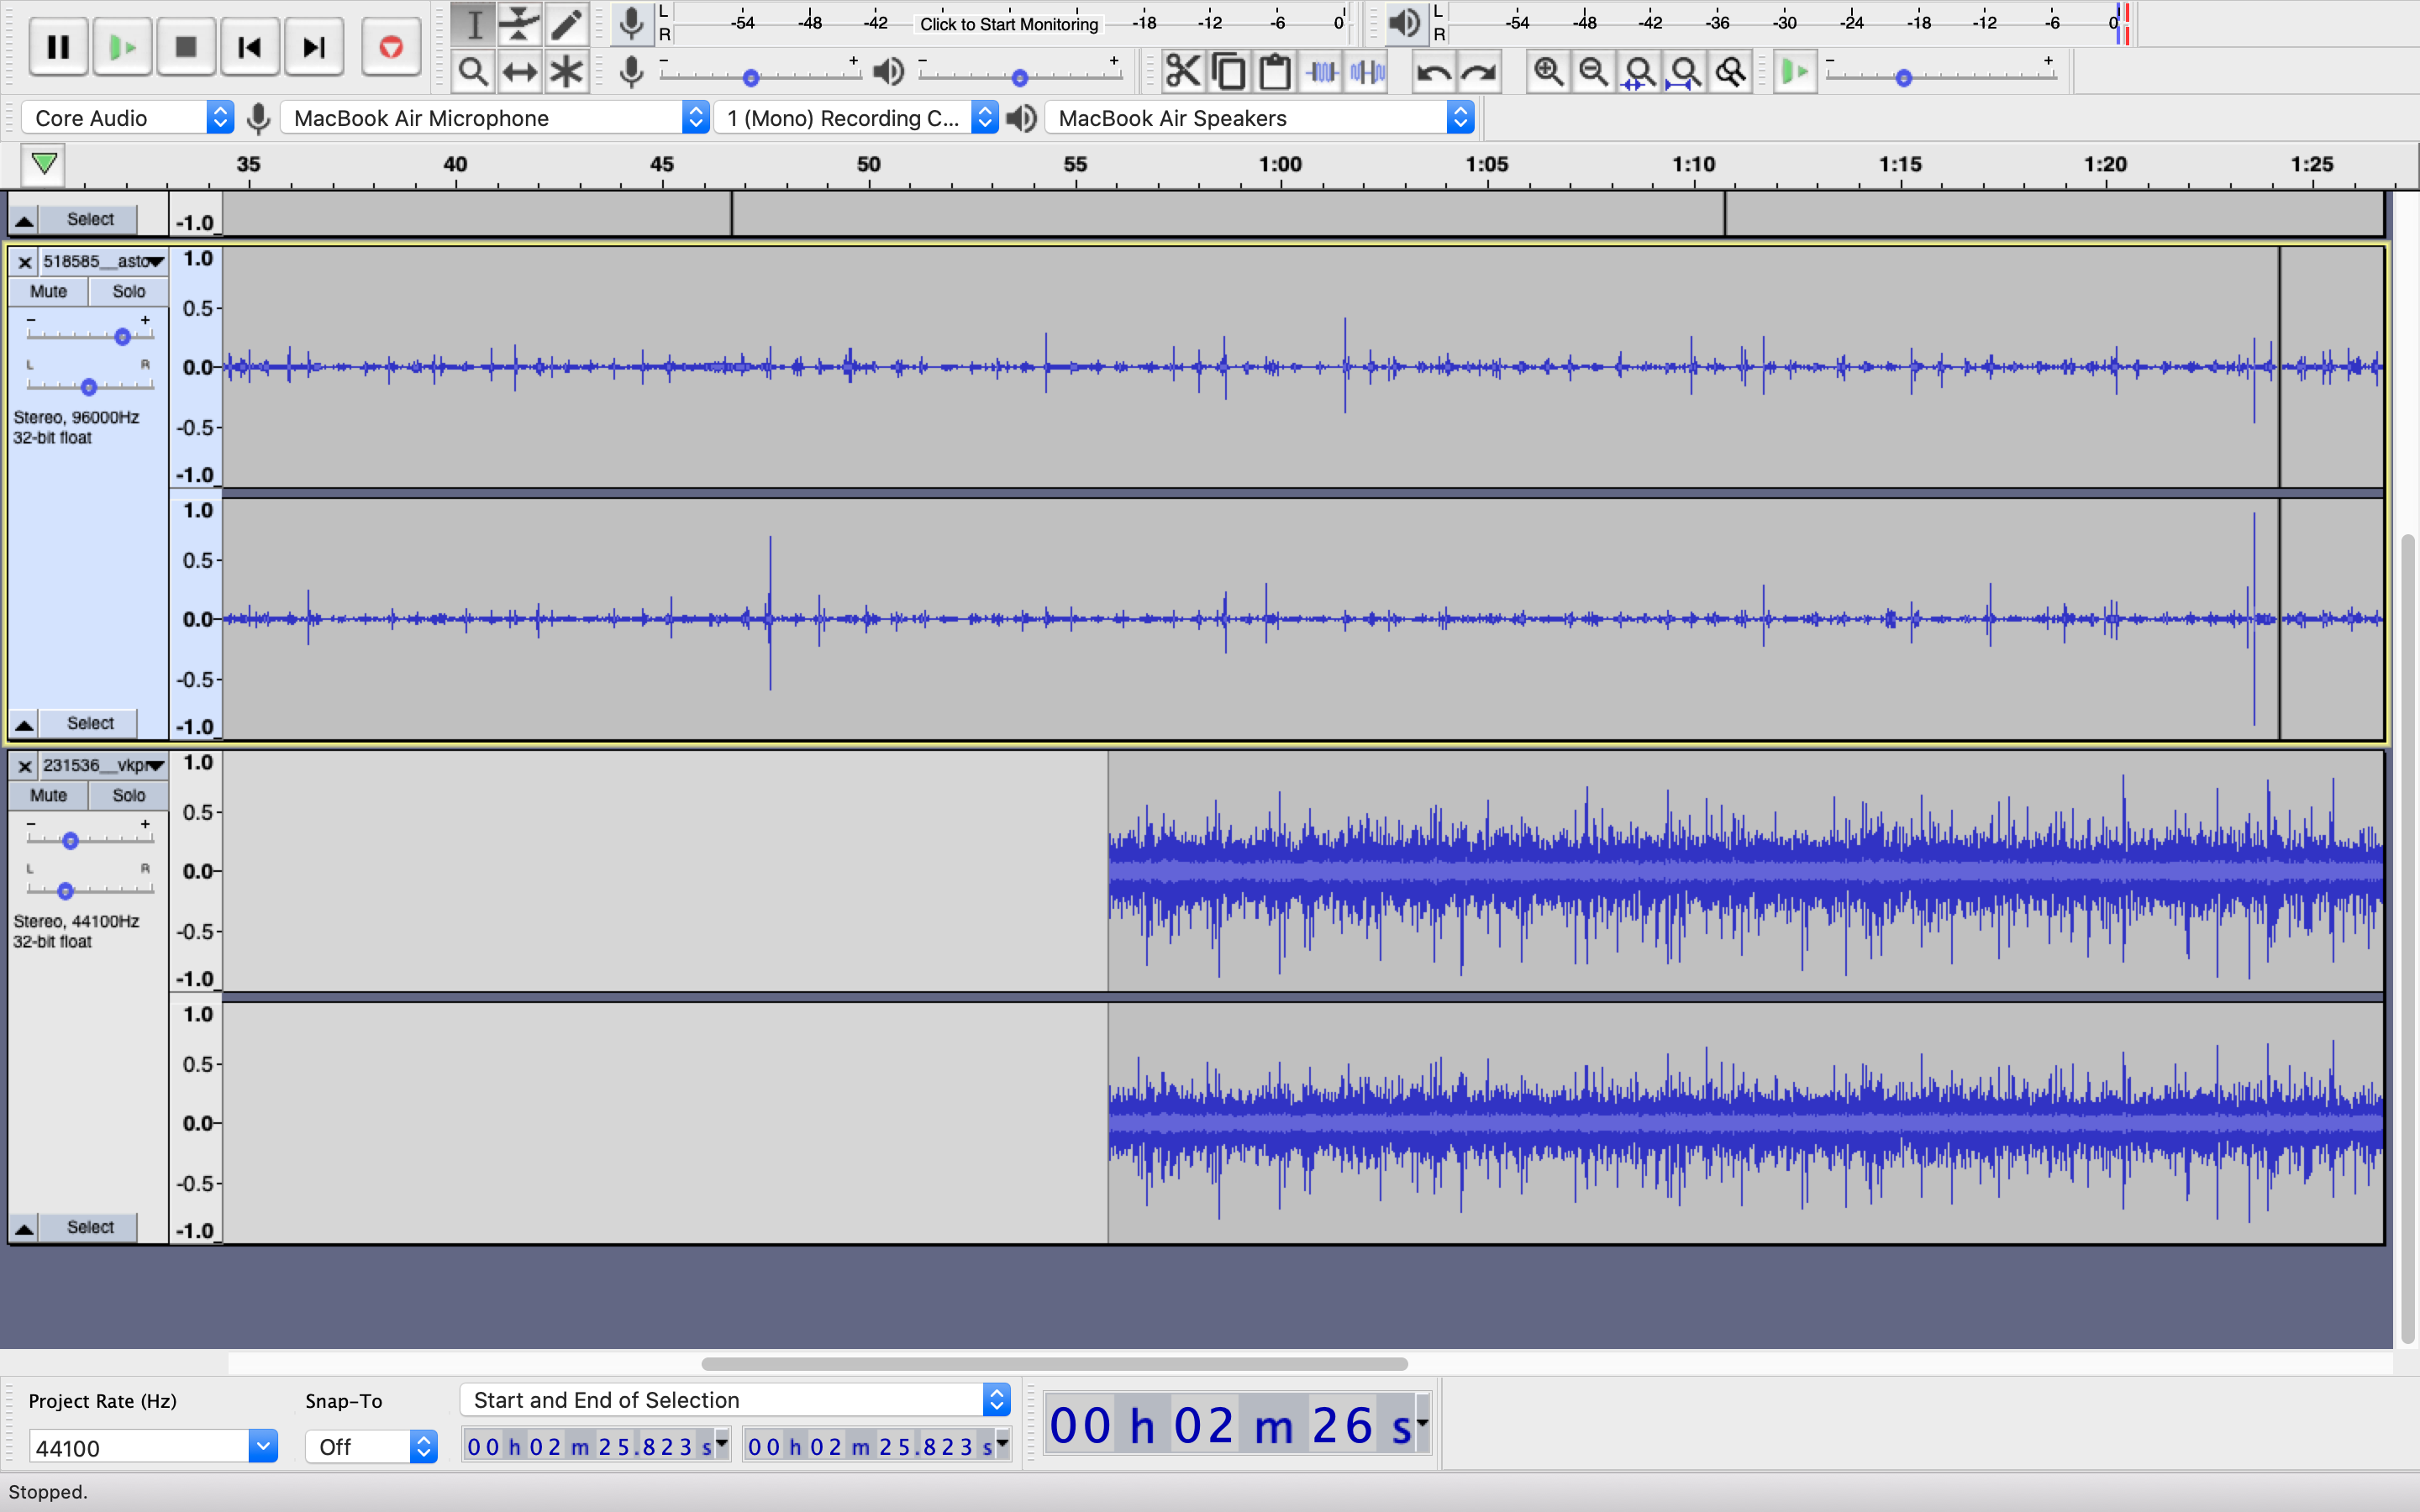 L R -54 -48 -42 Click to Start Monitoring -18 -12 -6 0
L R -54 -48 -42 -36 -30 -24 -18 -12 -6 0
- + - + - +
Core Audio MacBook Air Microphone 1 (Mono) Recording C... MacBook Air Speakers
35 40 45 50 55 1:00 1:05 1:10 1:15 1:20 1:25
Select -1.0
518585__asto 1.0
Mute Solo
- + 0.5
L R 0.0
Stereo, 96000Hz
32-bit float -0.5
-1.0
1.0
0.5
0.0
-0.5
Select -1.0
231536__vkpr 1.0
Mute Solo
- + 0.5
L R 0.0
Stereo, 44100Hz
32-bit float -0.5
-1.0
1.0
0.5
0.0
-0.5
Select -1.0
Project Rate (Hz) Snap-To Start and End of Selection
44100 Off 00 h 02 m 25.823 s 00 h 02 m 25.823 s 00 h 02 m 26 s
Stopped.